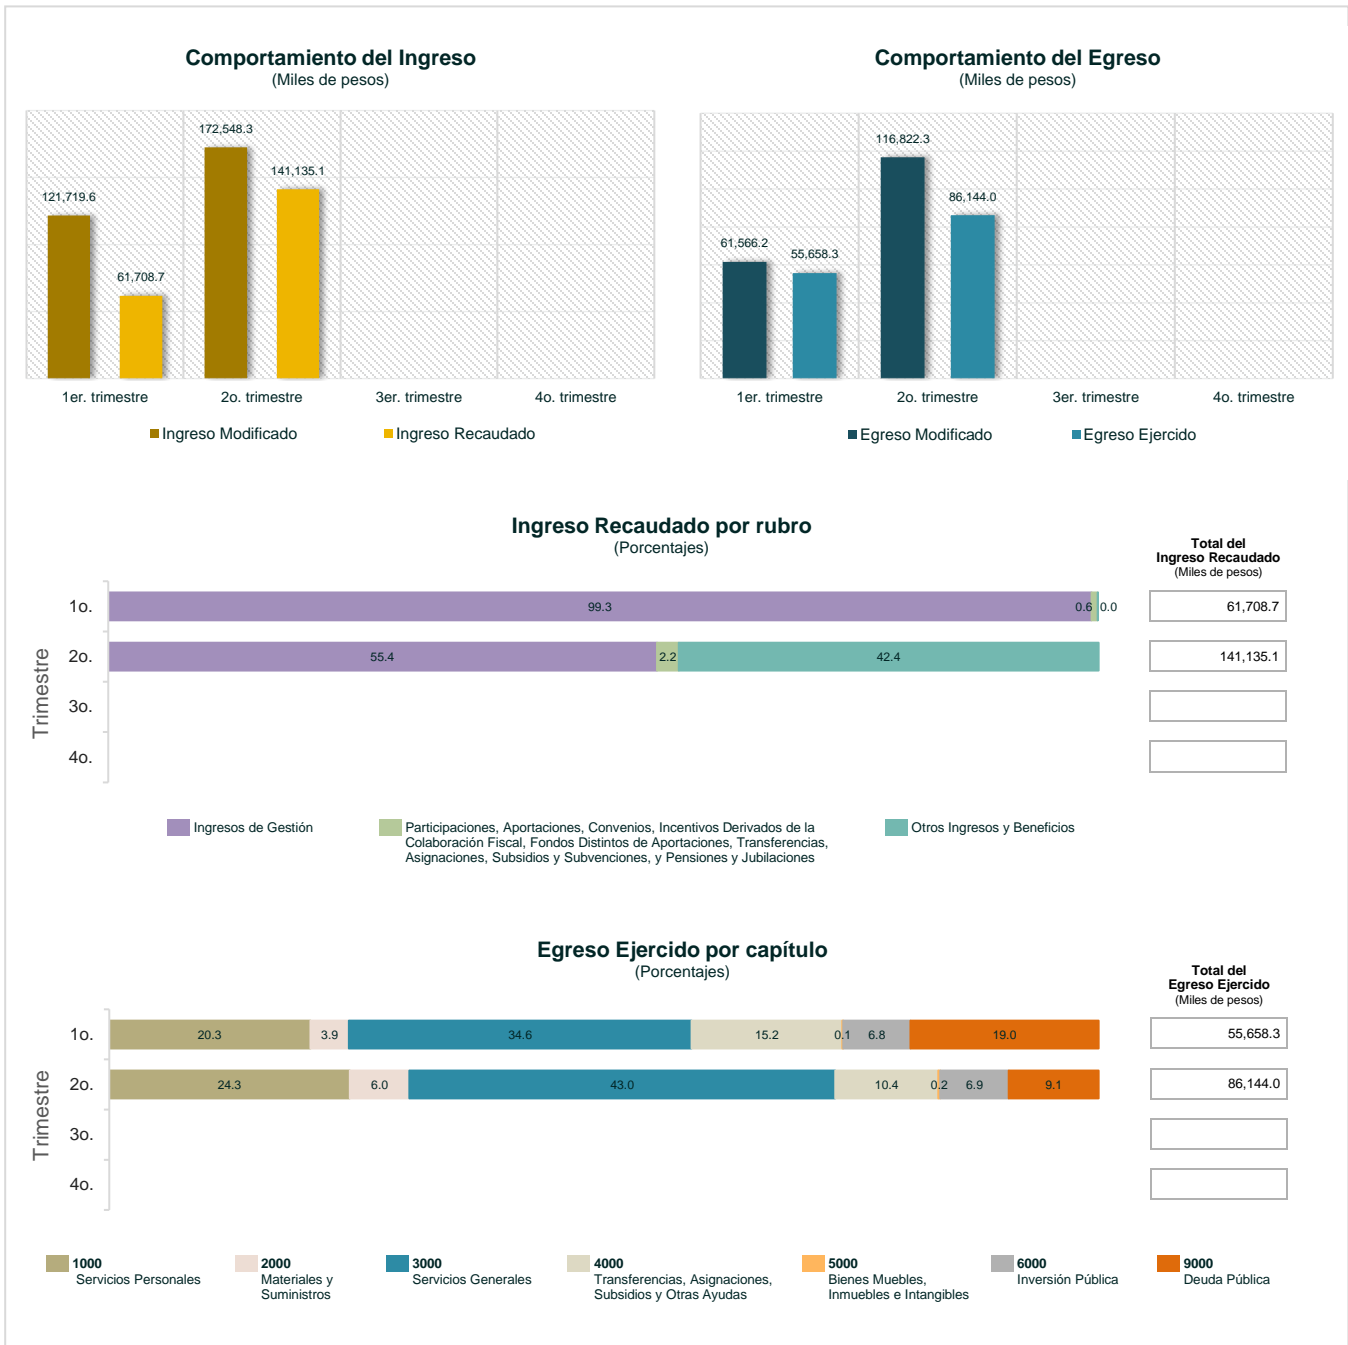 Comportamiento del Ingreso
(Miles de pesos)
172,548.3
141,135.1
121,719.6
61,708.7
1er. trimestre 2o. trimestre 3er. trimestre 4o. trimestre
Ingreso Modificado Ingreso Recaudado
Comportamiento del Egreso
(Miles de pesos)
116,822.3
86,144.0
61,566.2
55,658.3
1er. trimestre 2o. trimestre 3er. trimestre 4o. trimestre
Egreso Modificado Egreso Ejercido
Ingreso Recaudado por rubro
(Porcentajes)
Total del
Ingreso Recaudado
(Miles de pesos)
Trimestre
1o. 99.3 0.6 0.0 61,708.7
2o. 55.4 2.2 42.4 141,135.1
3o.
4o.
Ingresos de Gestión
Participaciones, Aportaciones, Convenios, Incentivos Derivados de la
Colaboración Fiscal, Fondos Distintos de Aportaciones, Transferencias,
Asignaciones, Subsidios y Subvenciones, y Pensiones y Jubilaciones
Otros Ingresos y Beneficios
Egreso Ejercido por capítulo
(Porcentajes)
Total del
Egreso Ejercido
(Miles de pesos)
Trimestre
1o. 20.3 3.9 34.6 15.2 0.1 6.8 19.0 55,658.3
2o. 24.3 6.0 43.0 10.4 0.2 6.9 9.1 86,144.0
3o.
4o.
1000
Servicios Personales
2000
Materiales y
Suministros
3000
Servicios Generales
4000
Transferencias, Asignaciones,
Subsidios y Otras Ayudas
5000
Bienes Muebles,
Inmuebles e Intangibles
6000
Inversión Pública
9000
Deuda Pública